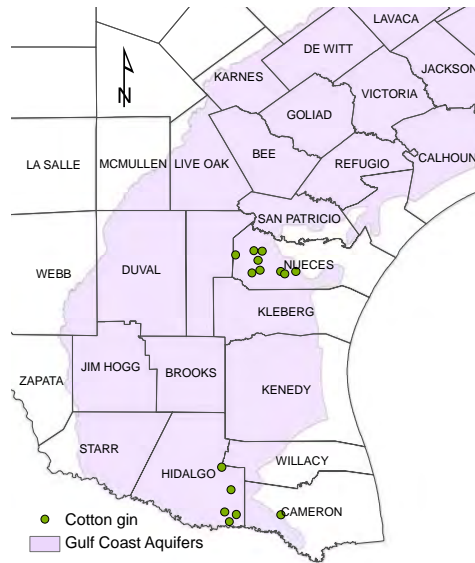 LAVACA
DE WITT
JACKSON
KARNES
VICTORIA
GOLIAD
BEE
LA SALLE
MCMULLEN
LIVE OAK
REFUGIO
CALHOUN
N
SAN PATRICIO
WEBB
DUVAL
NUECES
KLEBERG
ZAPATA
JIM HOGG
BROOKS
KENEDY
STARR
HIDALGO
WILLACY
CAMERON
Cotton gin
Gulf Coast Aquifers